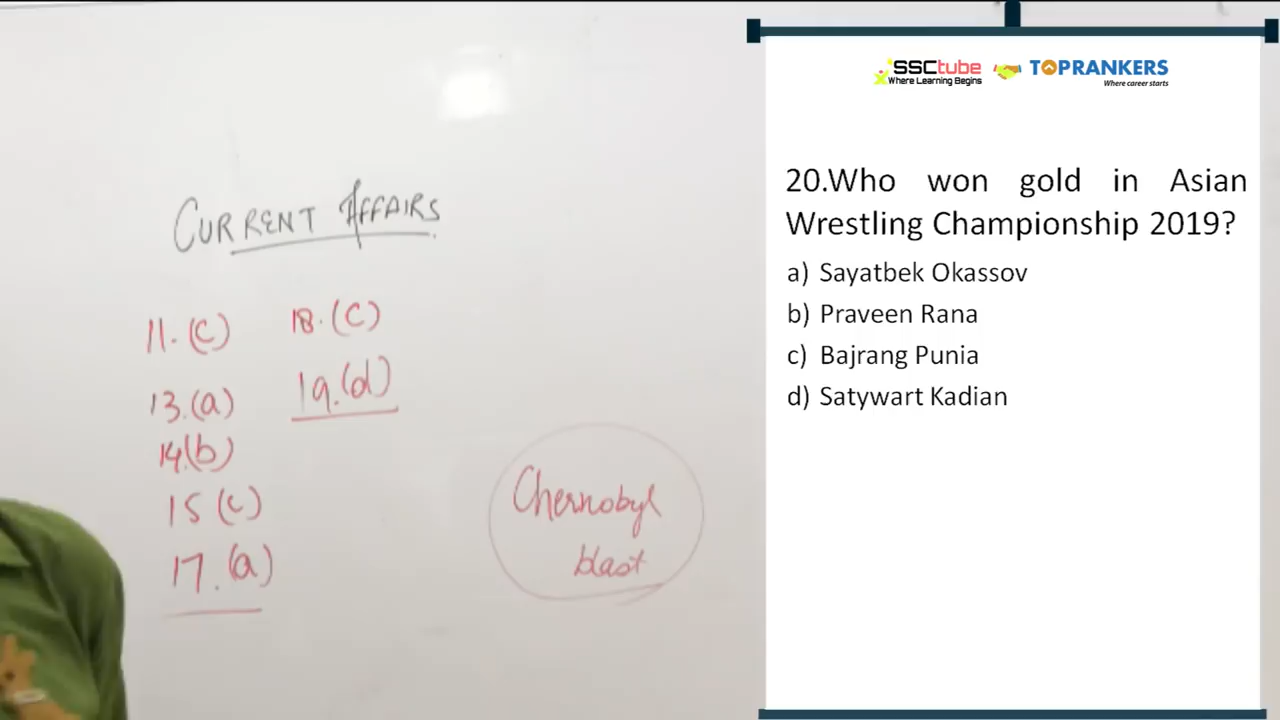 CURRENT AFFAIRS
11. (c)
13. (a)
14. (b)
15 (c)
17. (a)
18. (c)
19. (d)
Chernobyl
blast
SSCtube
Where Learning Begins
TOPRANKERS
Where career starts
20.Who won gold in Asian
Wrestling Championship 2019?
a) Sayatbek Okassov
b) Praveen Rana
c) Bajrang Punia
d) Satywart Kadian